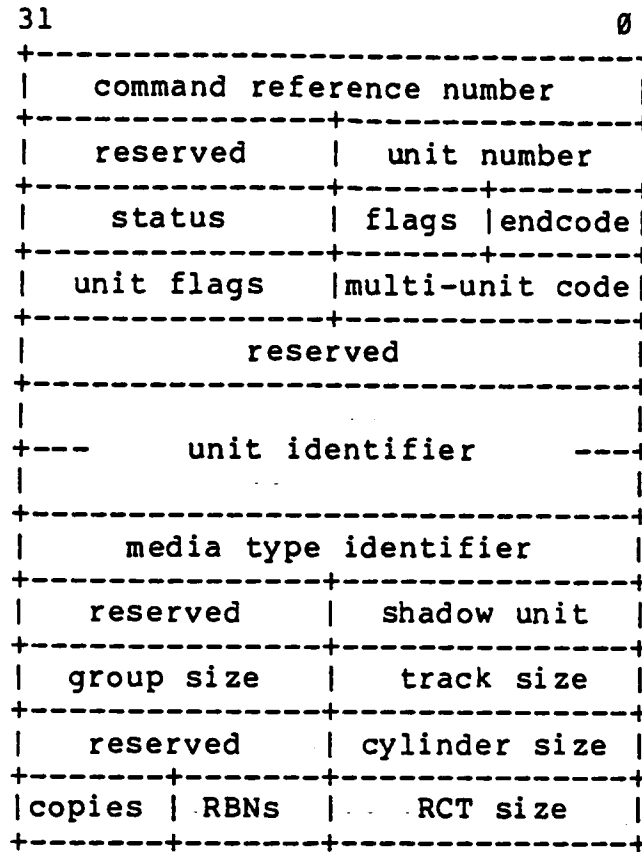 31 0
command reference number
reserved | unit number
status | flags |endcode
unit flags |multi-unit code
reserved
unit identifier
media type identifier
reserved | shadow unit
group size | track size
reserved | cylinder size
copies | RBNs | RCT size